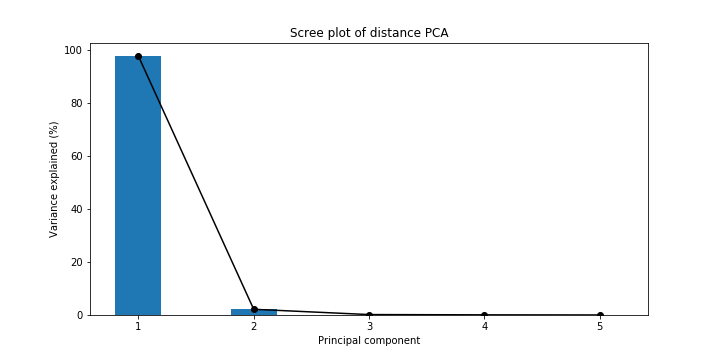 Scree plot of distance PCA
100
80
60
40
20
0
Variance explained (%)
1 2 3 4 5
Principal component